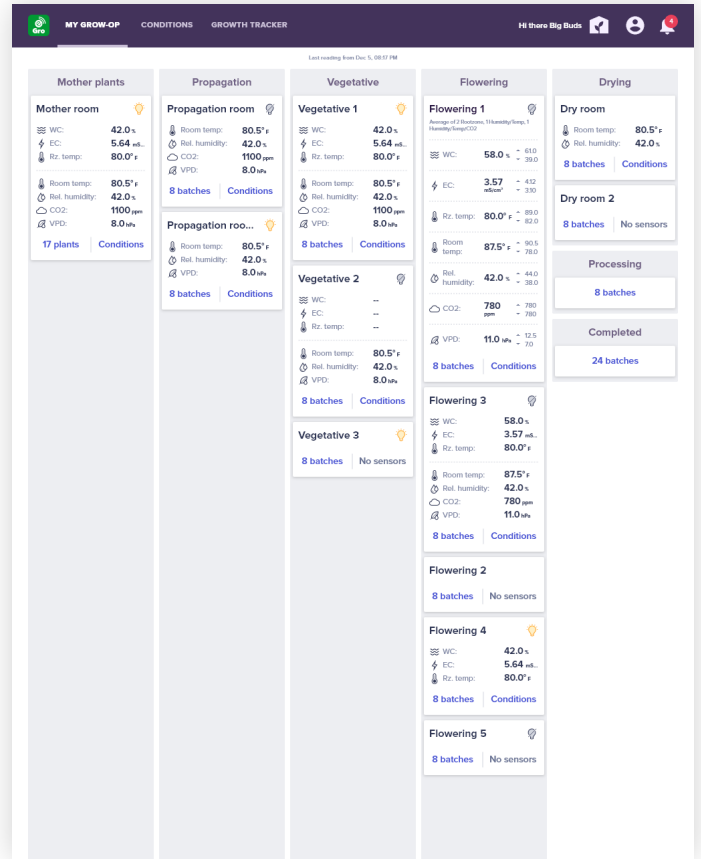 Gro
MY GROW-OP
CONDITIONS
GROWTH TRACKER
Hi there Big Buds
4
Last reading from Dec 5, 08:17 PM
Mother plants
Mother room
WC: 42.0 %
EC: 5.64 mS...
Rz. temp: 80.0° F
Room temp: 80.5° F
Rel. humidity: 42.0 %
CO2: 1100 ppm
VPD: 8.0 hPa
17 plants
Conditions
Propagation
Propagation room
Room temp: 80.5° F
Rel. humidity: 42.0 %
CO2: 1100 ppm
VPD: 8.0 hPa
8 batches
Conditions
Propagation roo...
Room temp: 80.5° F
Rel. humidity: 42.0 %
VPD: 8.0 hPa
8 batches
Conditions
Vegetative
Vegetative 1
WC: 42.0 %
EC: 5.64 mS...
Rz. temp: 80.0° F
Room temp: 80.5° F
Rel. humidity: 42.0 %
CO2: 1100 ppm
VPD: 8.0 hPa
8 batches
Conditions
Vegetative 2
WC: --
EC: --
Rz. temp: --
Room temp: 80.5° F
Rel. humidity: 42.0 %
VPD: 8.0 hPa
8 batches
Conditions
Vegetative 3
8 batches
No sensors
Flowering
Flowering 1
Average of 2 Rootzone, 1 Humidity/Temp, 1
Humidity/Temp/CO2
WC: 58.0 % 61.0
39.0
EC: 3.57 4.12
mS/cm¹ 3.10
Rz. temp: 80.0° F 89.0
82.0
Room 87.5° F 90.5
temp: 78.0
Rel. 42.0 % 44.0
humidity: 38.0
CO2: 780 780
ppm 780
VPD: 11.0 hPa 12.5
7.0
8 batches
Conditions
Flowering 3
WC: 58.0 %
EC: 3.57 mS...
Rz. temp: 80.0° F
Room temp: 87.5° F
Rel. humidity: 42.0 %
CO2: 780 ppm
VPD: 11.0 hPa
8 batches
Conditions
Flowering 2
8 batches
No sensors
Flowering 4
WC: 42.0 %
EC: 5.64 mS...
Rz. temp: 80.0° F
8 batches
Conditions
Flowering 5
8 batches
No sensors
Drying
Dry room
Room temp: 80.5° F
Rel. humidity: 42.0 %
8 batches
Conditions
Dry room 2
8 batches
No sensors
Processing
8 batches
Completed
24 batches